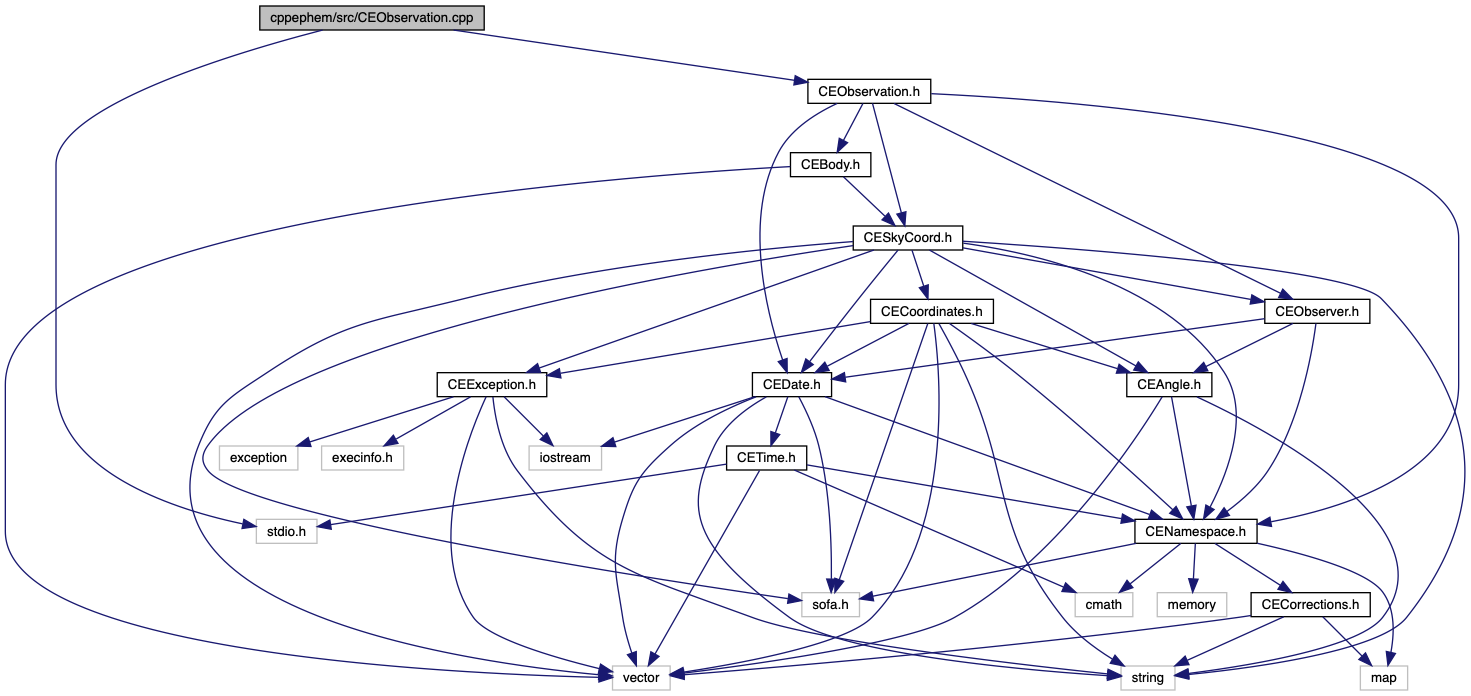 cppephem/src/CEObservation.cpp
CEObservation.h
CEBody.h
CESkyCoord.h
CECoordinates.h
CEObserver.h
CEException.h
CEDate.h
CEAngle.h
exception
execinfo.h
iostream
CETime.h
stdio.h
CENamespace.h
sofa.h
cmath
memory
CECorrections.h
vector
string
map